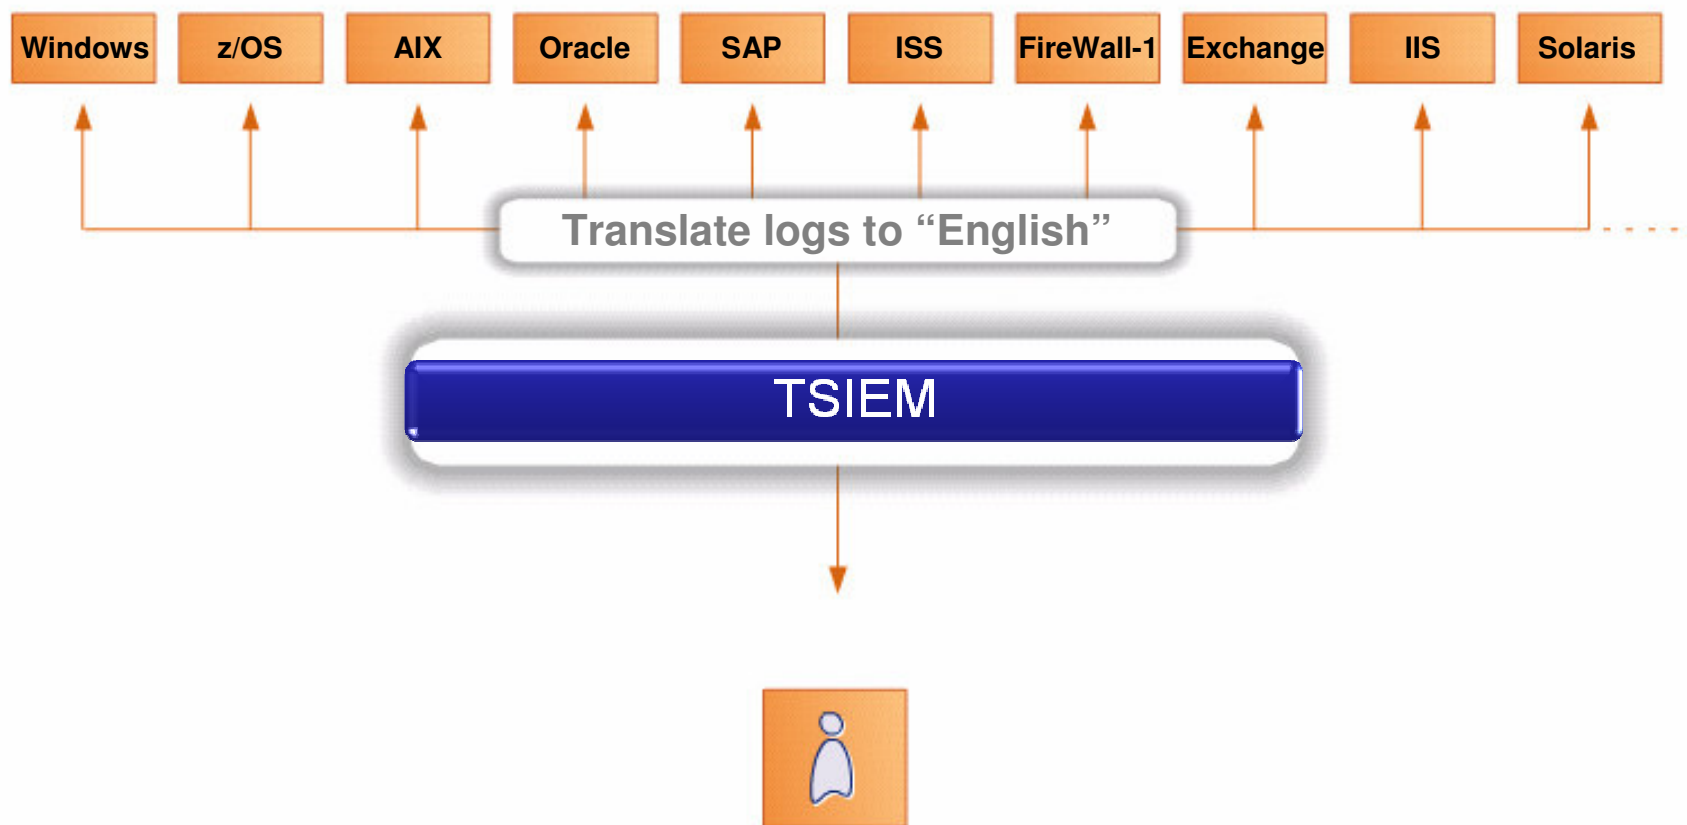 Windows
z/OS
AIX
Oracle
SAP
ISS
FireWall-1
Exchange
IIS
Solaris
Translate logs to “English”
TSIEM